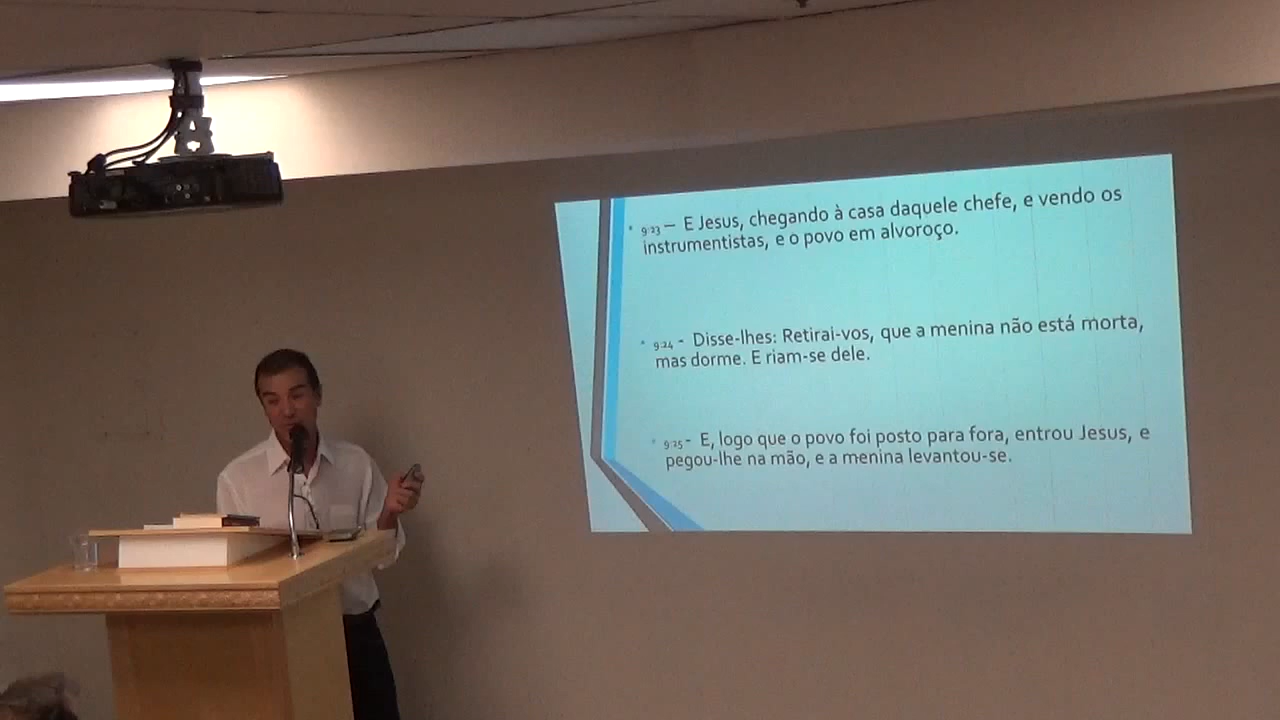 9:23 – E Jesus, chegando à casa daquele chefe, e vendo os
instrumentistas, e o povo em alvoroço.
9:24 - Disse-lhes: Retirai-vos, que a menina não está morta,
mas dorme. E riam-se dele.
9:25- E, logo que o povo foi posto para fora, entrou Jesus, e
pegou-lhe na mão, e a menina levantou-se.